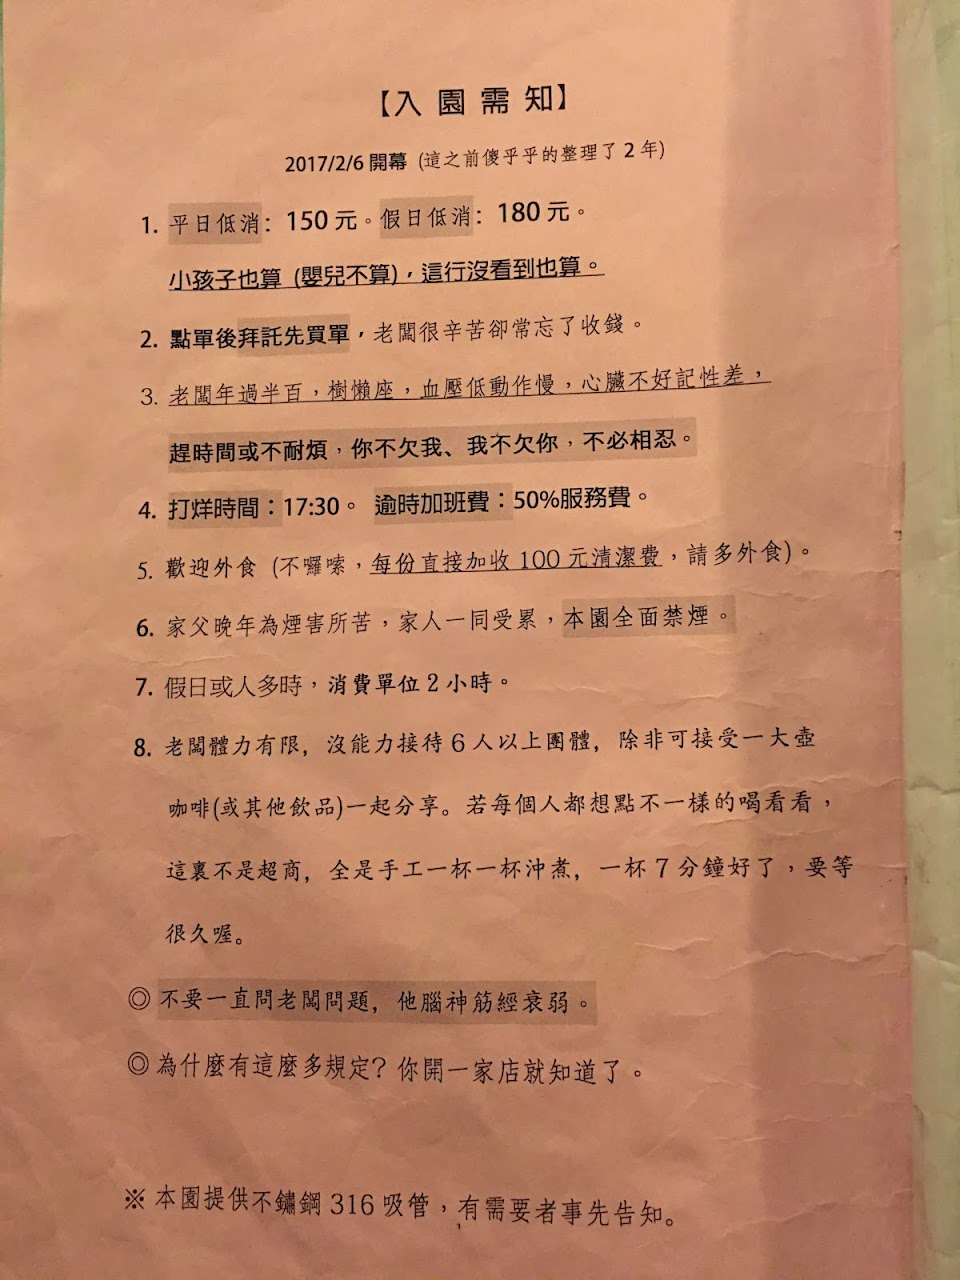 【入園需知】
2017/2/6 開幕 (這之前傻乎乎的整理了 2 年)
1. 平日低消：150 元。假日低消：180 元。
小孩子也算 (嬰兒不算)，這行沒看到也算。
2. 點單後拜託先買單，老闆很辛苦卻常忘了收錢。
3. 老闆年過半百，樹懶座，血壓低動作慢，心臟不好記性差，
趕時間或不耐煩，你不欠我、我不欠你，不必相忍。
4. 打烊時間：17:30。 逾時加班費：50%服務費。
5. 歡迎外食 (不囉嗦，每份直接加收 100 元清潔費，請多外食)。
6. 家父晚年為煙害所苦，家人一同受累，本園全面禁煙。
7. 假日或人多時，消費單位 2 小時。
8. 老闆體力有限，沒能力接待 6 人以上團體，除非可接受一大壺
咖啡(或其他飲品)一起分享。若每個人都想點不一樣的喝看看，
這裏不是超商，全是手工一杯一杯沖煮，一杯 7 分鐘好了，要等
很久喔。
◎ 不要一直問老闆問題，他腦神筋經衰弱。
◎ 為什麼有這麼多規定? 你開一家店就知道了。
※ 本園提供不鏽鋼 316 吸管，有需要者事先告知。